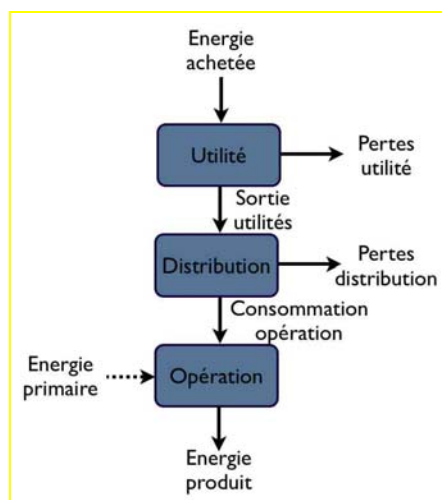 Energie
achetée
Utilité
Pertes
utilité
Sortie
utilités
Distribution
Pertes
distribution
Consommation
opération
Energie
primaire
Opération
Energie
produit